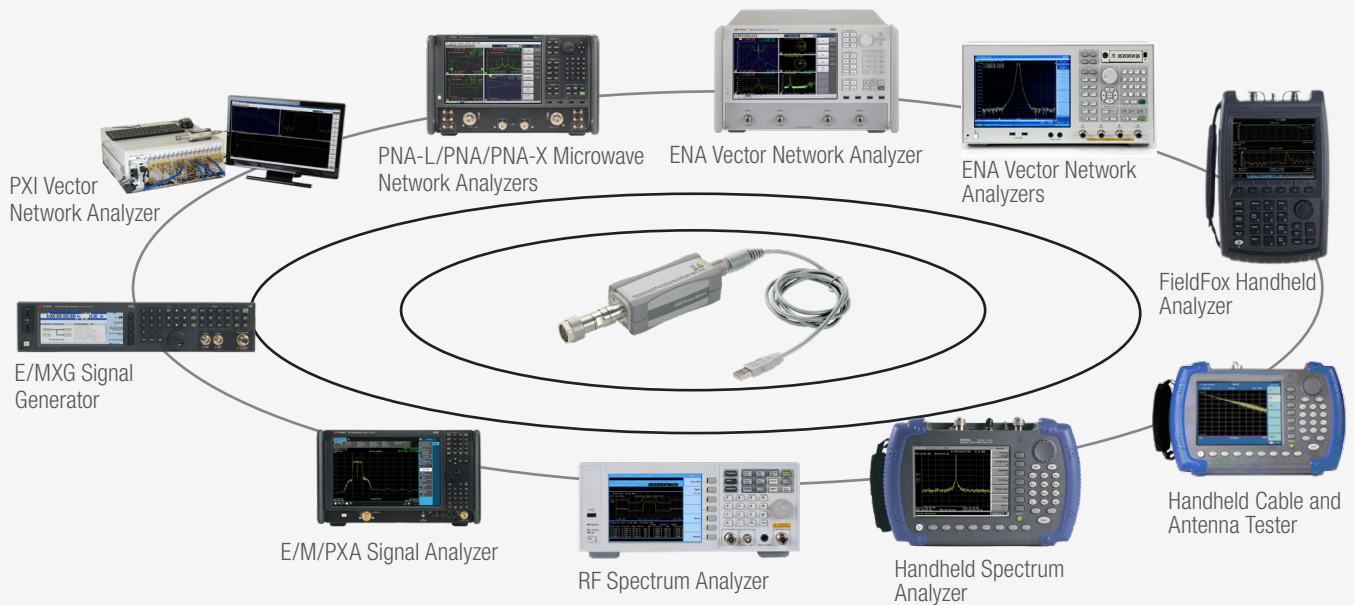 PXI Vector
Network Analyzer
PNA-L/PNA/PNA-X Microwave
Network Analyzers
ENA Vector Network Analyzer
ENA Vector Network
Analyzers
FieldFox Handheld
Analyzer
E/MXG Signal
Generator
E/M/PXA Signal Analyzer
RF Spectrum Analyzer
Handheld Spectrum
Analyzer
Handheld Cable and
Antenna Tester